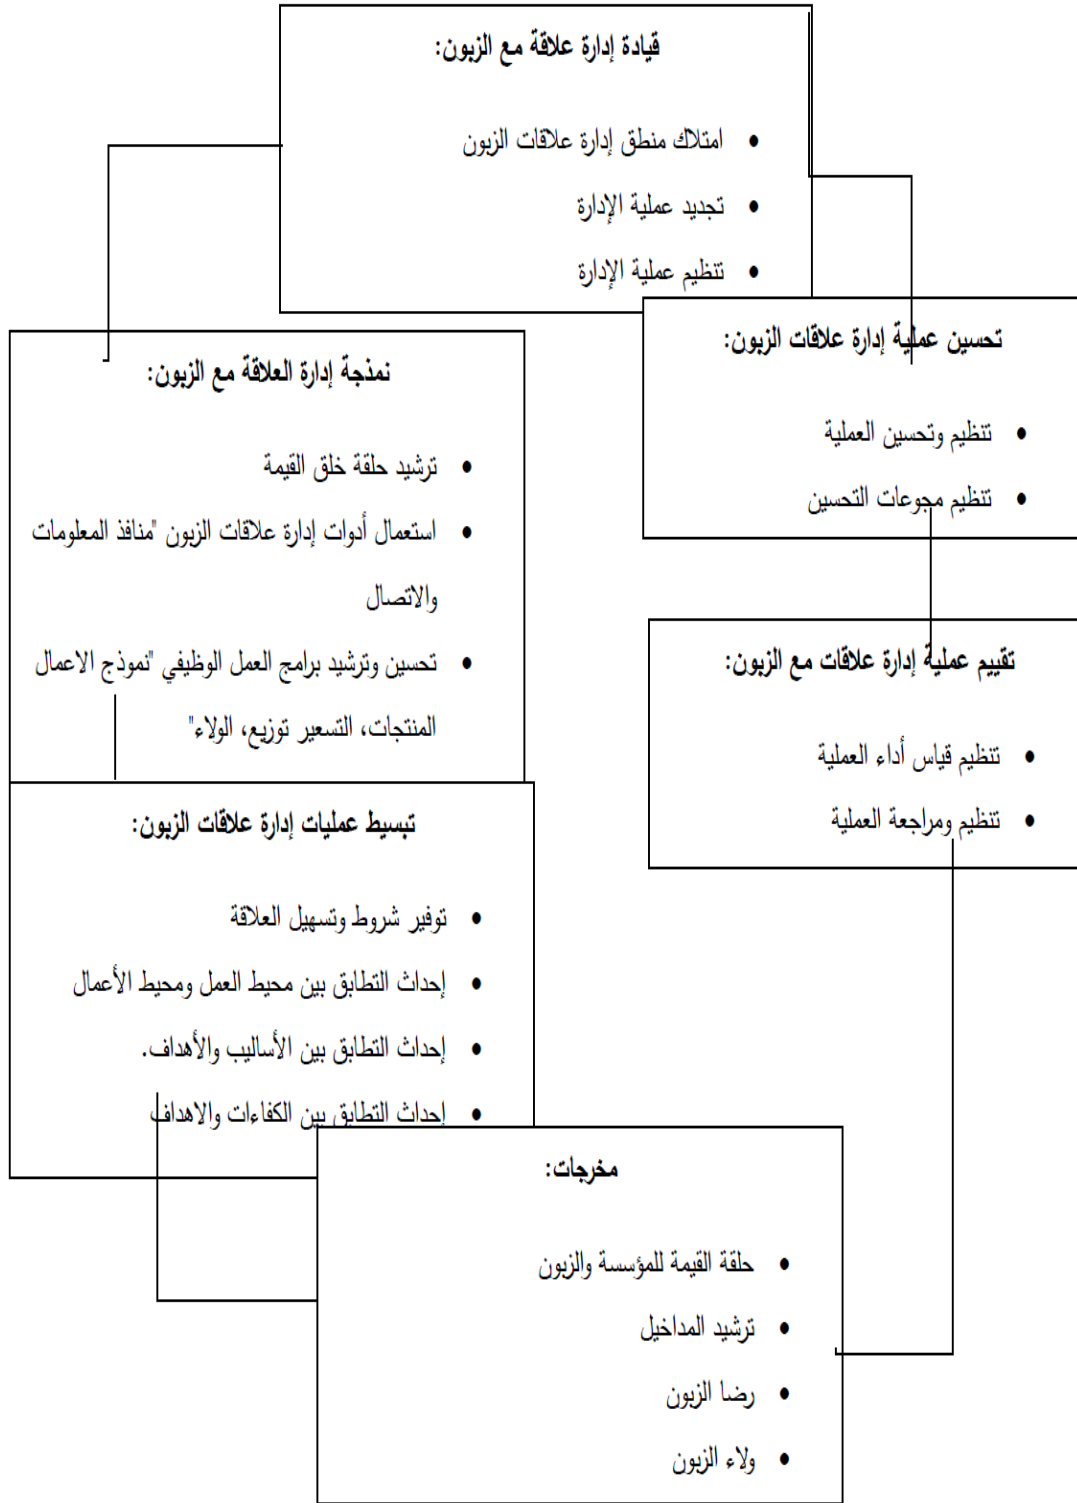 قيادة إدارة علاقة مع الزبون:
• امتلاك منطق إدارة علاقات الزبون
• تجديد عملية الإدارة
• تنظيم عملية الإدارة
تحسين عملية إدارة علاقات الزبون:
• تنظيم وتحسين العملية
• تنظيم مجوعات التحسين
نمذجة إدارة العلاقة مع الزبون:
• ترشيد حلقة خلق القيمة
• استعمال أدوات إدارة علاقات الزبون "منافذ المعلومات
والاتصال
• تحسين وترشيد برامج العمل الوظيفي "نموذج الاعمال
المنتجات، التسعير توزيع، الولاء"
تقييم عملية إدارة علاقات مع الزبون:
• تنظيم قياس أداء العملية
• تنظيم ومراجعة العملية
تبسيط عمليات إدارة علاقات الزبون:
• توفير شروط وتسهيل العلاقة
• إحداث التطابق بين محيط العمل ومحيط الأعمال
• إحداث التطابق بين الأساليب والأهداف.
• إحداث التطابق بين الكفاءات والاهداف
مخرجات:
• حلقة القيمة للمؤسسة والزبون
• ترشيد المداخيل
• رضا الزبون
• ولاء الزبون